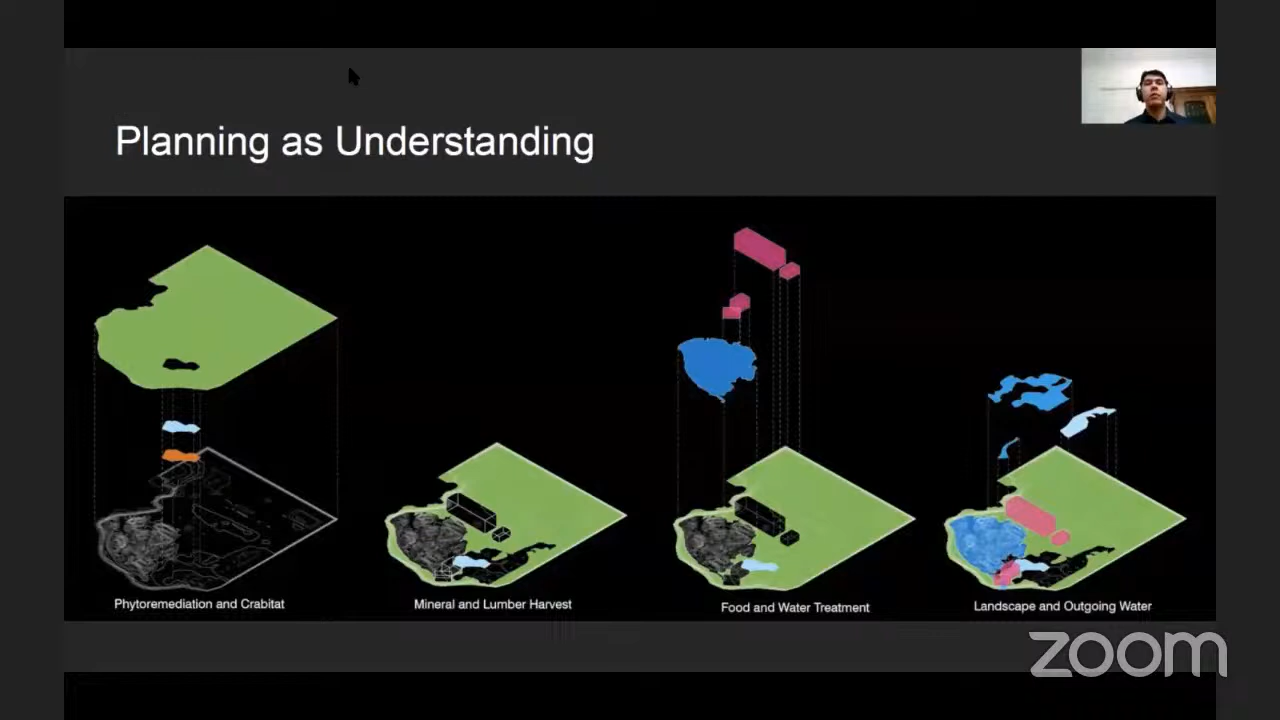 Planning as Understanding
Phytoremediation and Crabitat
Mineral and Lumber Harvest
Food and Water Treatment
Landscape and Outgoing Water
zoom